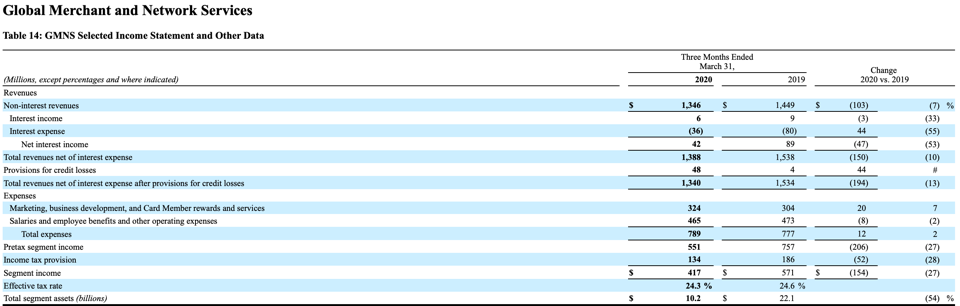 Global Merchant and Network Services
Table 14: GMNS Selected Income Statement and Other Data
Three Months Ended
March 31,
Change
2020 vs. 2019
(Millions, except percentages and where indicated) 2020 2019
Revenues
Non-interest revenues $ 1,346 $ 1,449 $ (103) (7) %
Interest income 6 9 (3) (33)
Interest expense (36) (80) 44 (55)
Net interest income 42 89 (47) (53)
Total revenues net of interest expense 1,388 1,538 (150) (10)
Provisions for credit losses 48 4 44 #
Total revenues net of interest expense after provisions for credit losses 1,340 1,534 (194) (13)
Expenses
Marketing, business development, and Card Member rewards and services 324 304 20 7
Salaries and employee benefits and other operating expenses 465 473 (8) (2)
Total expenses 789 777 12 2
Pretax segment income 551 757 (206) (27)
Income tax provision 134 186 (52) (28)
Segment income $ 417 $ 571 $ (154) (27)
Effective tax rate 24.3 % 24.6 %
Total segment assets (billions) $ 10.2 $ 22.1 (54) %